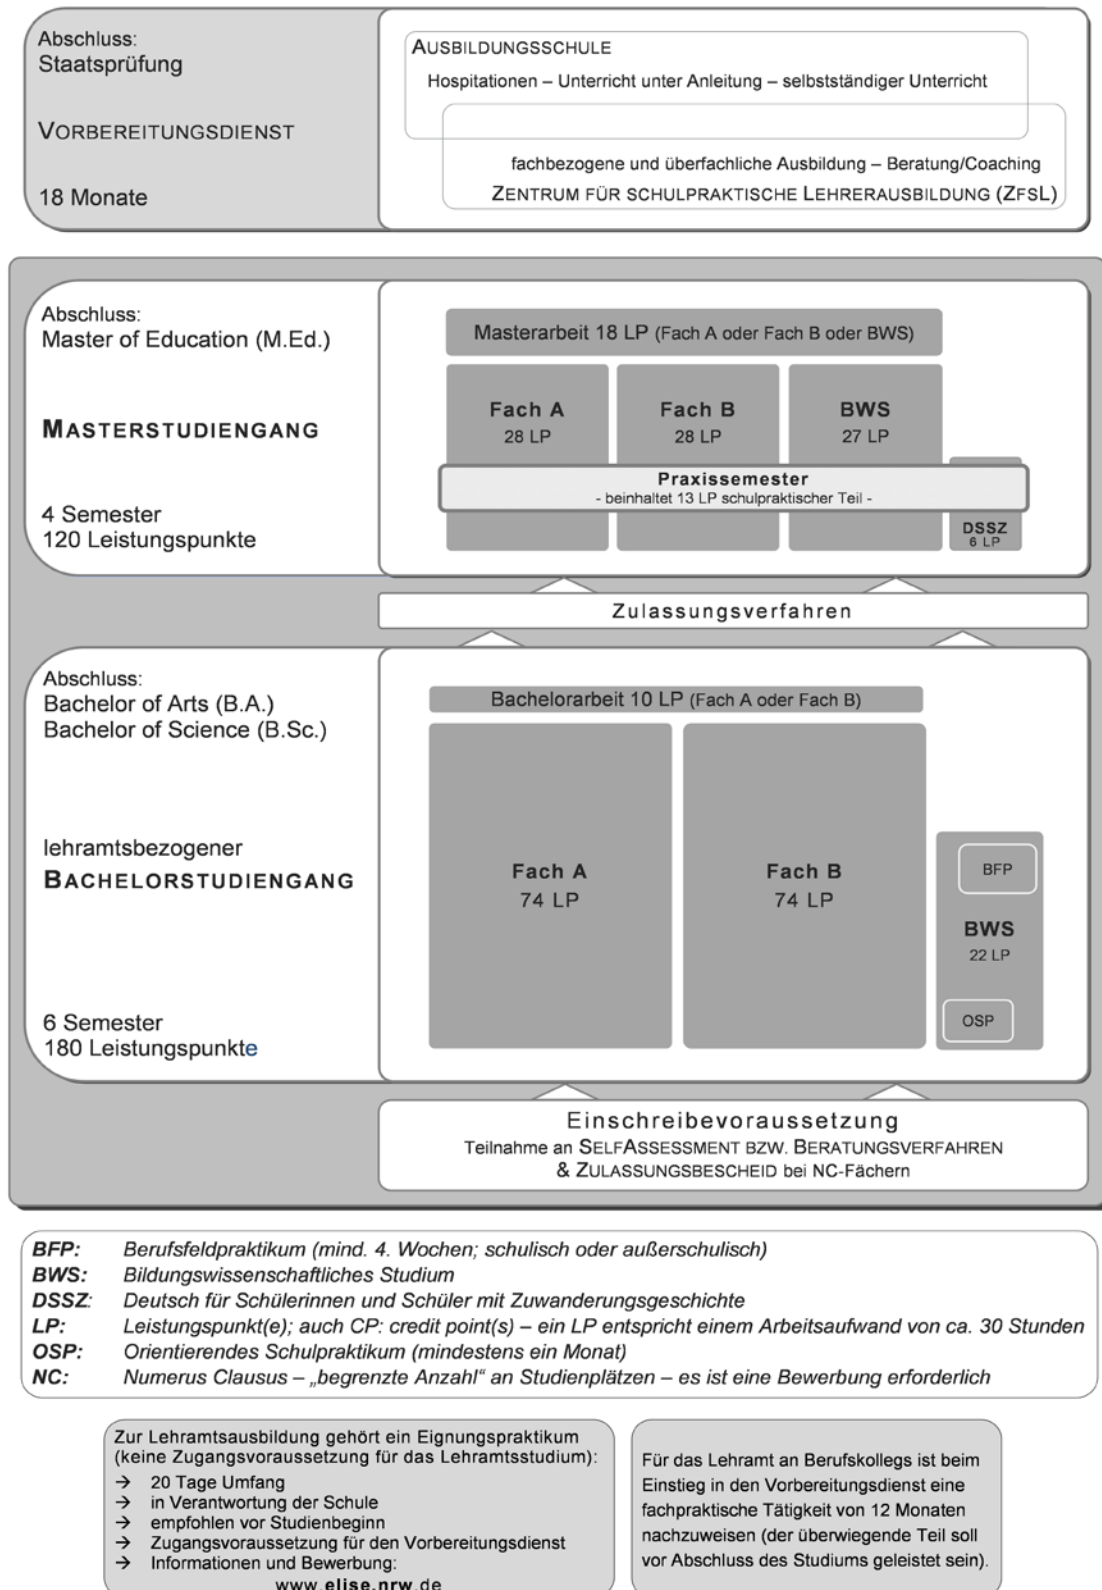 Abschluss:
Staatsprüfung
VORBEREITUNGSDIENST
18 Monate
AUSBILDUNGSSCHULE
Hospitationen – Unterricht unter Anleitung – selbstständiger Unterricht
fachbezogene und überfachliche Ausbildung – Beratung/Coaching
ZENTRUM FÜR SCHULPRAKTISCHE LEHRERAUSBILDUNG (ZFSL)
Abschluss:
Master of Education (M.Ed.)
MASTERSTUDIENGANG
4 Semester
120 Leistungspunkte
Masterarbeit 18 LP (Fach A oder Fach B oder BWS)
Fach A
28 LP
Fach B
28 LP
BWS
27 LP
Praxissemester
- beinhaltet 13 LP schulpraktischer Teil -
DSSZ
6 LP
Zulassungsverfahren
Abschluss:
Bachelor of Arts (B.A.)
Bachelor of Science (B.Sc.)
lehramtsbezogener
BACHELORSTUDIENGANG
6 Semester
180 Leistungspunkte
Bachelorarbeit 10 LP (Fach A oder Fach B)
Fach A
74 LP
Fach B
74 LP
BFP
BWS
22 LP
OSP
Einschreibevoraussetzung
Teilnahme an SELFASSESSMENT BZW. BERATUNGSVERFAHREN
& ZULASSUNGSBESCHEID bei NC-Fächern
BFP: Berufsfeldpraktikum (mind. 4. Wochen; schulisch oder außerschulisch)
BWS: Bildungswissenschaftliches Studium
DSSZ: Deutsch für Schülerinnen und Schüler mit Zuwanderungsgeschichte
LP: Leistungspunkt(e); auch CP: credit point(s) – ein LP entspricht einem Arbeitsaufwand von ca. 30 Stunden
OSP: Orientierendes Schulpraktikum (mindestens ein Monat)
NC: Numerus Clausus – „begrenzte Anzahl“ an Studienplätzen – es ist eine Bewerbung erforderlich
Zur Lehramtsausbildung gehört ein Eignungspraktikum
(keine Zugangsvoraussetzung für das Lehramtsstudium):
→ 20 Tage Umfang
→ in Verantwortung der Schule
→ empfohlen vor Studienbeginn
→ Zugangsvoraussetzung für den Vorbereitungsdienst
→ Informationen und Bewerbung:
www.elise.nrw.de
Für das Lehramt an Berufskollegs ist beim
Einstieg in den Vorbereitungsdienst eine
fachpraktische Tätigkeit von 12 Monaten
nachzuweisen (der überwiegende Teil soll
vor Abschluss des Studiums geleistet sein).